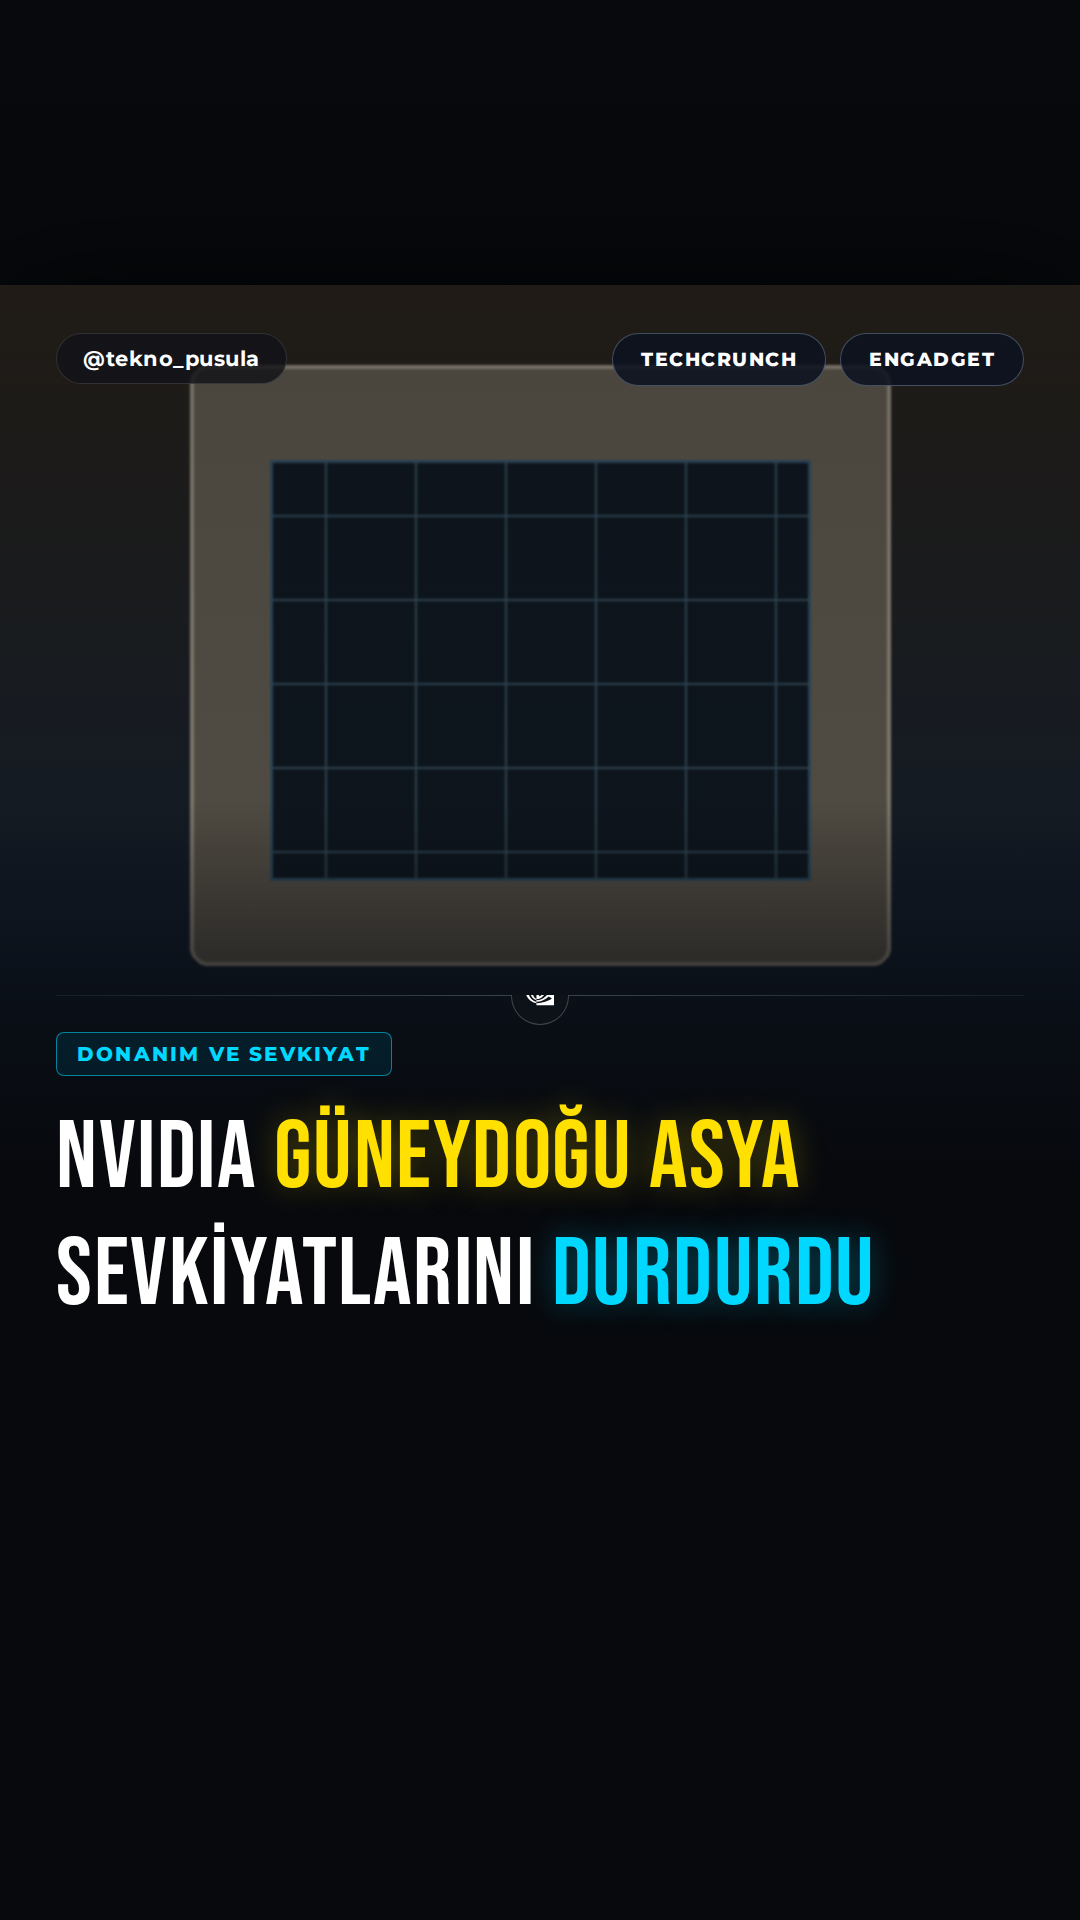 @tekno_pusula
TECHCRUNCH
ENGADGET
DONANIM VE SEVKIYAT
NVIDIA GÜNEYDOĞU ASYA
SEVKİYATLARINI DURDURDU